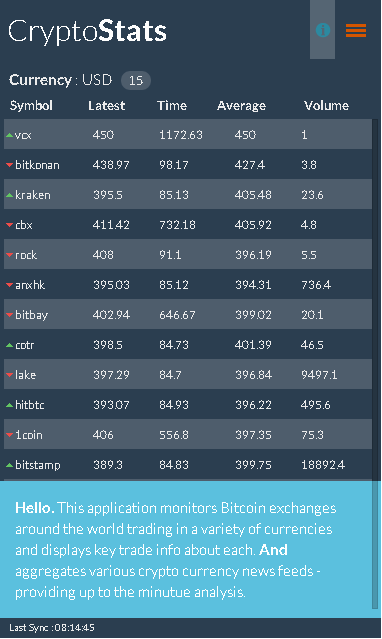 CryptoStats
Currency : USD 15
Symbol Latest Time Average Volume
vcx 450 1172.63 450 1
bitkonan 438.97 98.17 427.4 3.8
kraken 395.5 85.13 405.48 23.6
cbx 411.42 732.18 405.92 4.8
rock 408 91.1 396.19 5.5
anxhk 395.03 85.12 394.31 736.4
bitbay 402.94 646.67 399.02 20.1
cotr 398.5 84.73 401.39 46.5
lake 397.29 84.7 396.84 9497.1
hitbtc 393.07 84.93 396.22 495.6
1coin 406 556.8 397.35 75.3
bitstamp 389.3 84.83 399.75 18892.4
Hello. This application monitors Bitcoin exchanges
around the world trading in a variety of currencies
and displays key trade info about each. And
aggregates various crypto currency news feeds -
providing up to the minutue analysis.
Last Sync : 08:14:45